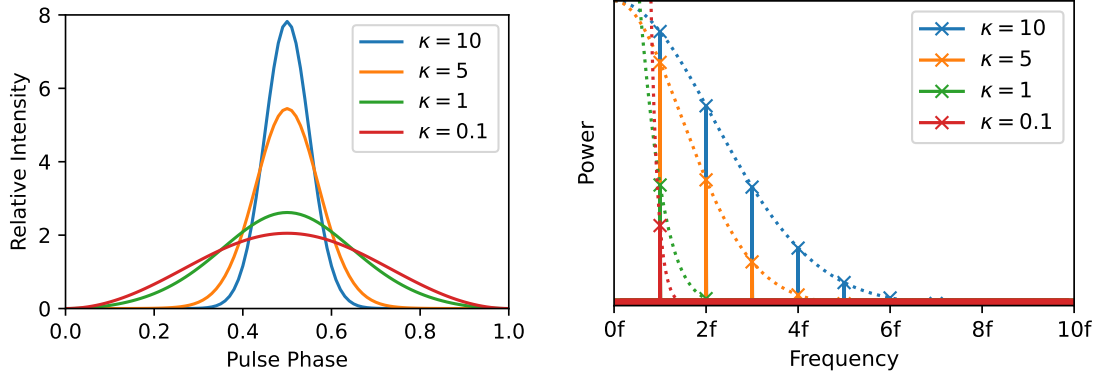 8
6
4
2
0
Relative Intensity
κ = 10
κ = 5
κ = 1
κ = 0.1
0.0 0.2 0.4 0.6 0.8 1.0
Pulse Phase
Power
κ = 10
κ = 5
κ = 1
κ = 0.1
0f 2f 4f 6f 8f 10f
Frequency